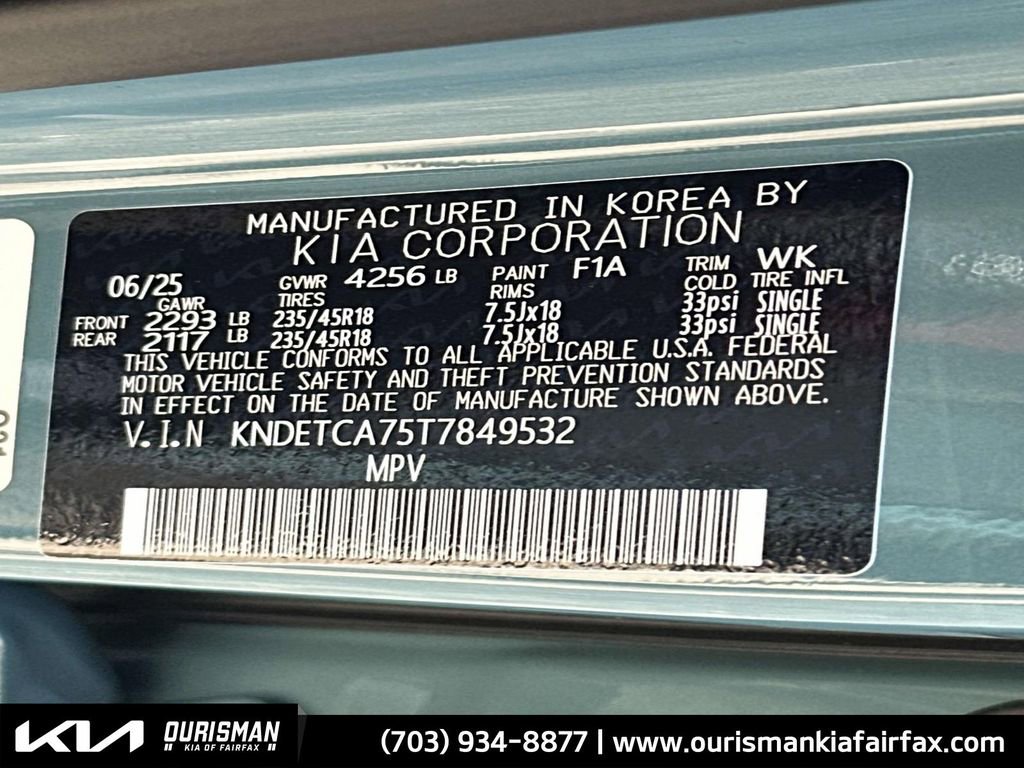 MANUFACTURED IN KOREA BY
KIA CORPORATION
06/25 GVWR 4256 LB PAINT F1A TRIM WK
GAWR TIRES RIMS COLD TIRE INFL
FRONT 2293 LB 235/45R18 7.5Jx18 33psi SINGLE
REAR 2117 LB 235/45R18 7.5Jx18 33psi SINGLE
THIS VEHICLE CONFORMS TO ALL APPLICABLE U.S.A. FEDERAL
MOTOR VEHICLE SAFETY AND THEFT PREVENTION STANDARDS
IN EFFECT ON THE DATE OF MANUFACTURE SHOWN ABOVE.
V.I.N KNDETCA75T7849532
MPV
KIA OURISMAN
KIA OF FAIRFAX
(703) 934-8877 | www.ourismankiafairfax.com